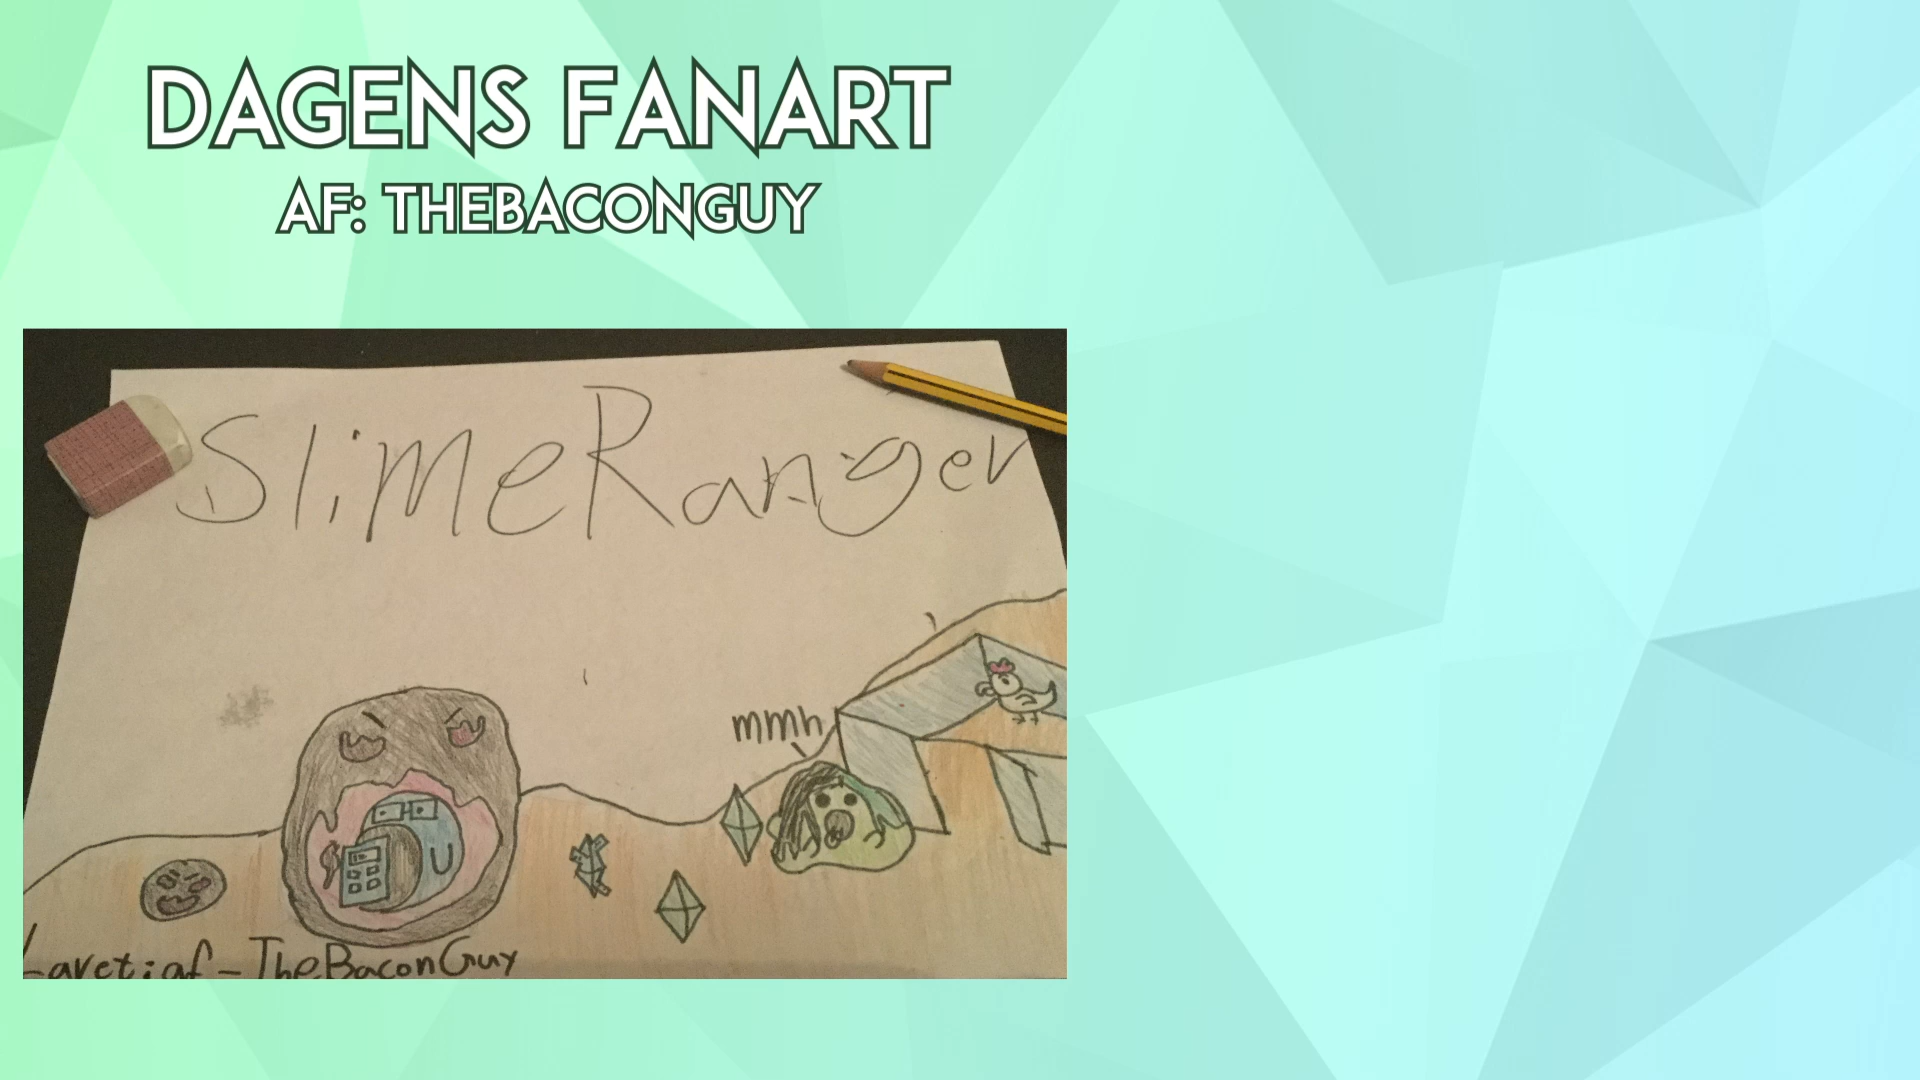 DAGENS FANART
AF: THEBACONGUY
SlimeRanger
mmh
Lavet af - TheBaconGuy